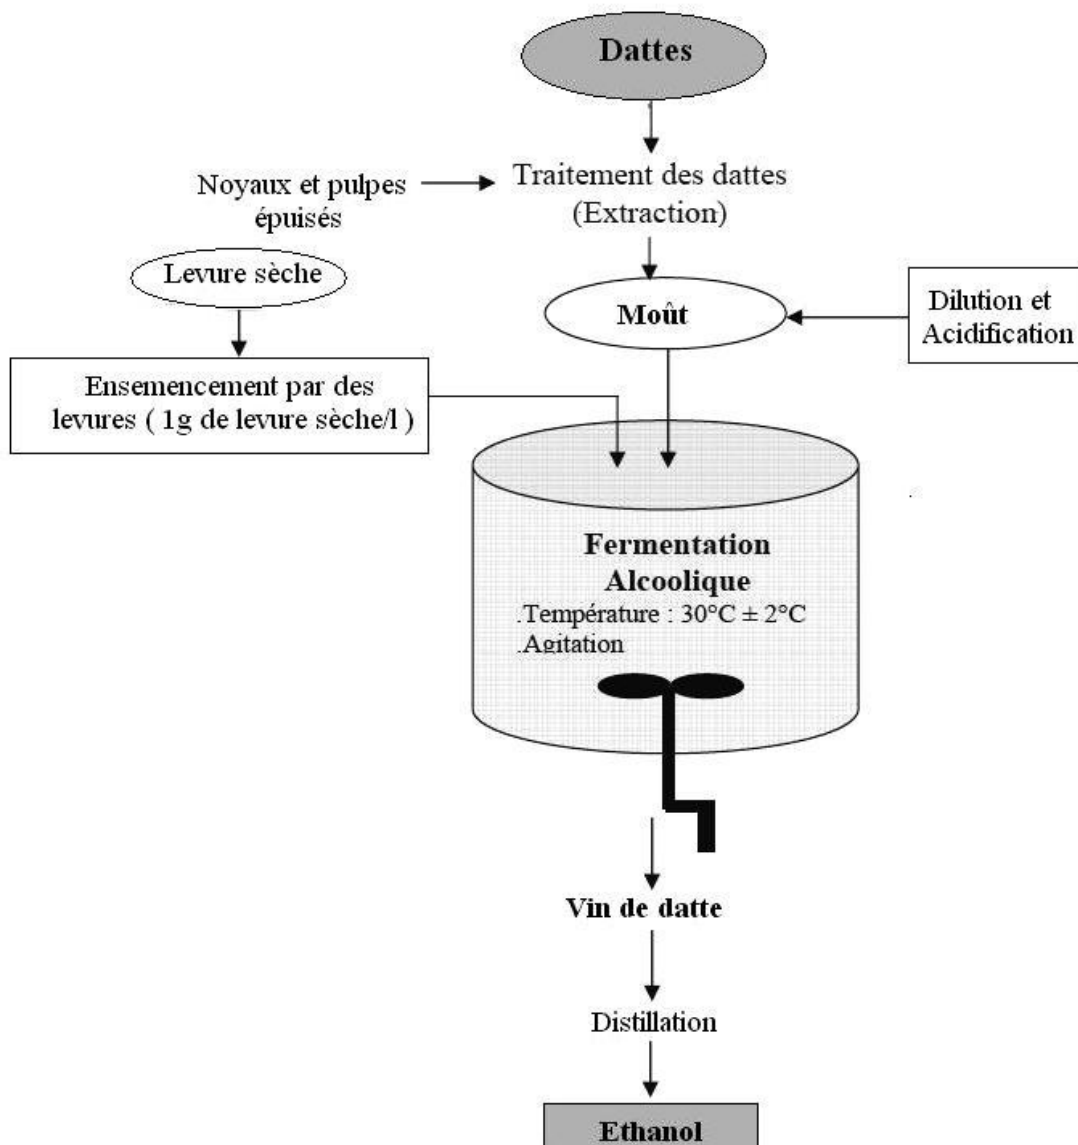 Dattes
Noyaux et pulpes
épuisés
Traitement des dattes
(Extraction)
Levure sèche
Moût
Dilution et
Acidification
Ensemencement par des
levures ( 1g de levure sèche/l )
Fermentation
Alcoolique
.Température : 30°C ± 2°C
.Agitation
Vin de datte
Distillation
Ethanol